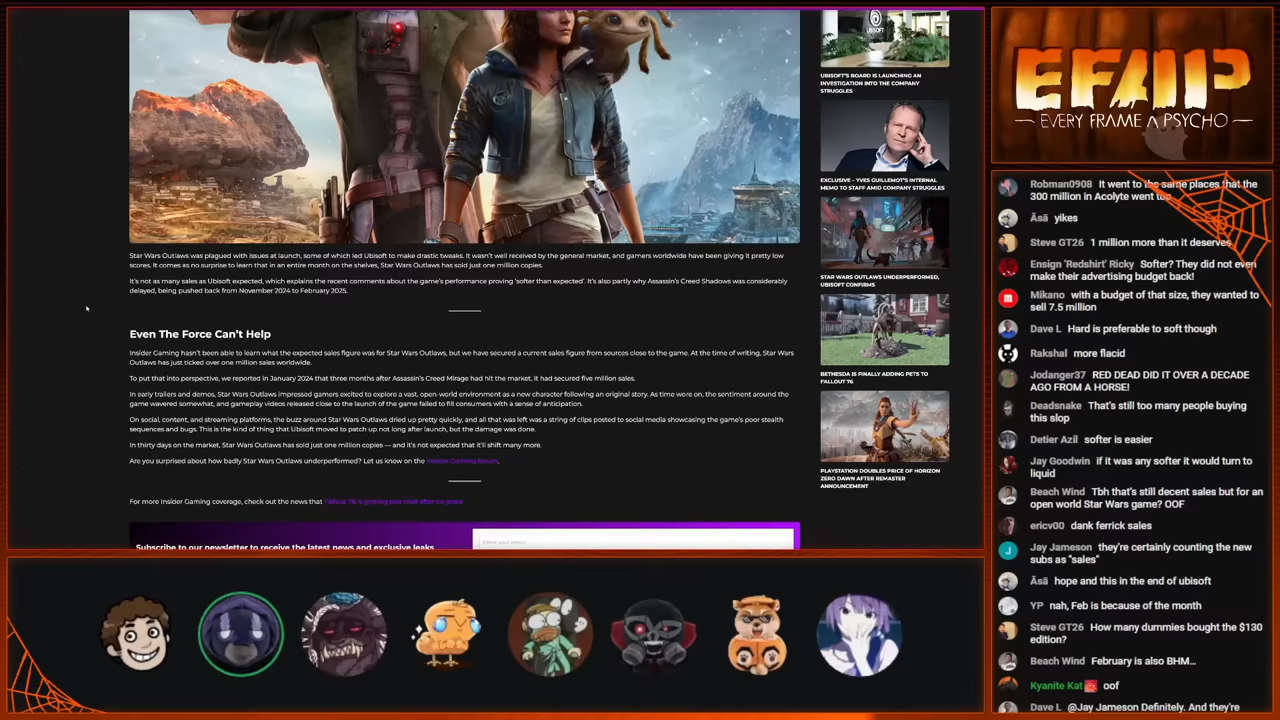 UBISOFT
UBISOFT'S BOARD IS LAUNCHING AN
INVESTIGATION INTO THE COMPANY
STRUGGLES
EXCLUSIVE – YVES GUILLEMOT'S INTERNAL
MEMO TO STAFF AMID COMPANY STRUGGLES
STAR WARS OUTLAWS UNDERPERFORMED,
UBISOFT CONFIRMS
BETHESDA IS FINALLY ADDING PETS TO
FALLOUT 76
PLAYSTATION DOUBLES PRICE OF HORIZON
ZERO DAWN AFTER REMASTER
ANNOUNCEMENT
Star Wars Outlaws was plagued with issues at launch, some of which led Ubisoft to make drastic tweaks. It wasn't well received by the general market, and gamers worldwide have been giving it pretty low
scores. It comes as no surprise to learn that in an entire month on the shelves, Star Wars Outlaws has sold just one million copies.
It's not as many sales as Ubisoft expected, which explains the recent comments about the game's performance proving 'softer than expected'. It's also partly why Assassin's Creed Shadows was considerably
delayed, being pushed back from November 2024 to February 2025.
Even The Force Can't Help
Insider Gaming hasn't been able to learn what the expected sales figure was for Star Wars Outlaws, but we have secured a current sales figure from sources close to the game. At the time of writing, Star Wars
Outlaws has just ticked over one million sales worldwide.
To put that into perspective, we reported in January 2024 that three months after Assassin's Creed Mirage had hit the market, it had secured five million sales.
In early trailers and demos, Star Wars Outlaws impressed gamers excited to explore a vast, open-world environment as a new character following an original story. As time wore on, the sentiment around the
game wavered somewhat, and gameplay videos released close to the launch of the game failed to fill consumers with a sense of anticipation.
On social, content, and streaming platforms, the buzz around Star Wars Outlaws dried up pretty quickly, and all that was left was a string of clips posted to social media showcasing the game's poor stealth
sequences and bugs. This is the kind of thing that Ubisoft moved to patch up not long after launch, but the damage was done.
In thirty days on the market, Star Wars Outlaws has sold just one million copies — and it's not expected that it'll shift many more.
Are you surprised about how badly Star Wars Outlaws underperformed? Let us know on the Insider Gaming forum.
For more Insider Gaming coverage, check out the news that Fallout 76 is getting pets after six years
Subscribe to our newsletter to receive the latest news and exclusive leaks
Enter your email
EFAP
EVERY FRAME A PSYCHO
Robman0908 It went to the same places that the
300 million in Acolyte went too
Āsā yikes
Steve GT26 1 million more than it deserves
Ensign 'Redshirt' Ricky Softer? They did not even
make their advertising budget back!
Mikano with a budget of that size, they wanted to
sell 7.5 million
Dave L Hard is preferable to soft though
Rakshal more flacid
Jodanger37 RED DEAD DID IT OVER A DECADE
AGO FROM A HORSE!
Deadsnake That's still too many people buying
this slop
Detier Azil softer is easier
Jay Goodwin if it was any softer it would turn to
liquid
Beach Wind Tbh that's still decent sales but for an
open world Star Wars game? OOF
ericv00 dank ferrick sales
Jay Jameson they're certainly counting the new
subs as "sales"
Āsā hope and this in the end of ubisoft
YP nah, Feb is because of the month
Steve GT26 How many dummies bought the $130
edition?
Beach Wind February is also BHM...
Kyanite Kat oof
Dave L @Jay Jameson Definitely. And they're